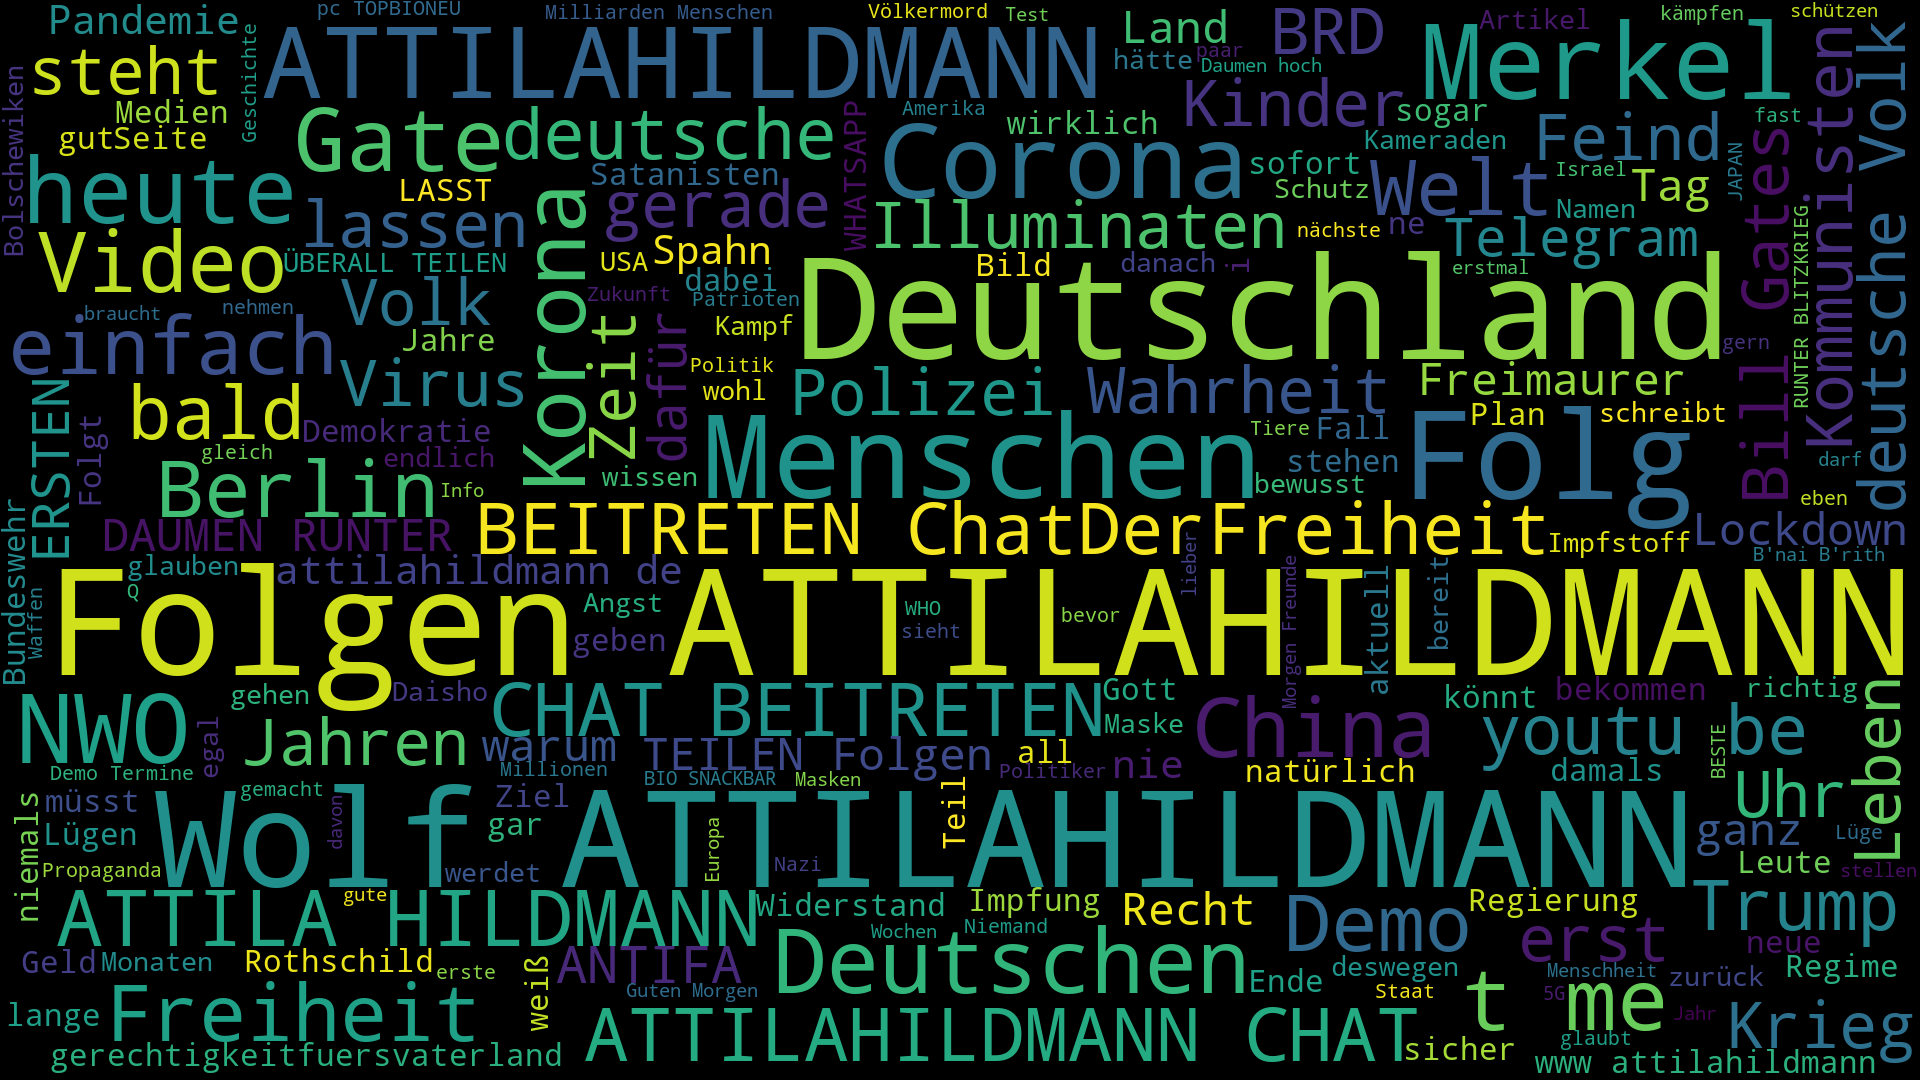 Pandemie
pc TOPBIONEU
Milliarden Menschen
Völkermord
Test
Land
BRD
Artikel
kämpfen
schützen
steht
Geschichte
ATTILAHILDMANN
hätte
paar
Daumen hoch
Merkel
Kommunisten
deutsche Volk
Bolschewiken
Medien
gutSeite
Gate
deutsche
WHATSAPP
Amerika
Corona
wirklich
Kinder
sogar
Kameraden
Feind
fast
Bill Gates
heute
LASST
lassen
Korona
Satanisten
gerade
Illuminaten
sofort
Schutz
Welt
Israel
Tag
JAPAN
Namen
nächste
ne
Telegram
RUNTER BLITZKRIEG
Video
ÜBERALL TEILEN
USA
Spahn
dabei
Bild
danach
i
erstmal
Zukunft
Patrioten
Deutschland
braucht
nehmen
Volk
Zeit
dafür
Kampf
gern
einfach
Jahre
Virus
Politik
wohl
Polizei
Wahrheit
Freimaurer
ERSTEN
bald
Folgt
Demokratie
Menschen
Tiere
Fall
Folg
Plan
schreibt
gleich
endlich
Berlin
Info
wissen
stehen
bewusst
darf
eben
Bundeswehr
DAUMEN RUNTER
BEITRETEN ChatDerFreiheit
Impfstoff
Lockdown
B'nai B'rith
Waffen
glauben
Q
attilahildmann de
lieber
Morgen Freunde
aktuell
bereit
Folgen ATTILAHILDMANN
Angst
geben
WHO
sieht
bevor
NWO
gehen
Daisho
CHAT BEITRETEN
Gott
Maske
China
könnt
bekommen
richtig
Leben
egal
Jahren
warum
TEILEN Folgen
all
Politiker
nie
natürlich
youtu be
damals
BESTE
Uhr
Demo Termine
Millionen
BIO SNACKBAR
Masken
gemacht
müsst
Lügen
niemals
Wolf ATTILAHILDMANN
davon
Ziel
gar
Teil
Europa
Nazi
ganz
Lüge
Leute
Propaganda
werdet
stellen
gute
ATTILA HILDMANN
Widerstand
Impfung
Niemand
Wochen
Recht
Demo
Regierung
Trump
erst
neue
Geld
Monaten
Rothschild
erste
weiß
ANTIFA
Guten Morgen
Deutschen
Ende
deswegen
Staat
t me
Menschheit
5G
zurück
Regime
Jahr
lange
Freiheit
gerechtigkeitfuersvaterland
ATTILAHILDMANN CHAT
sicher
glaubt
www attilahildmann
Krieg